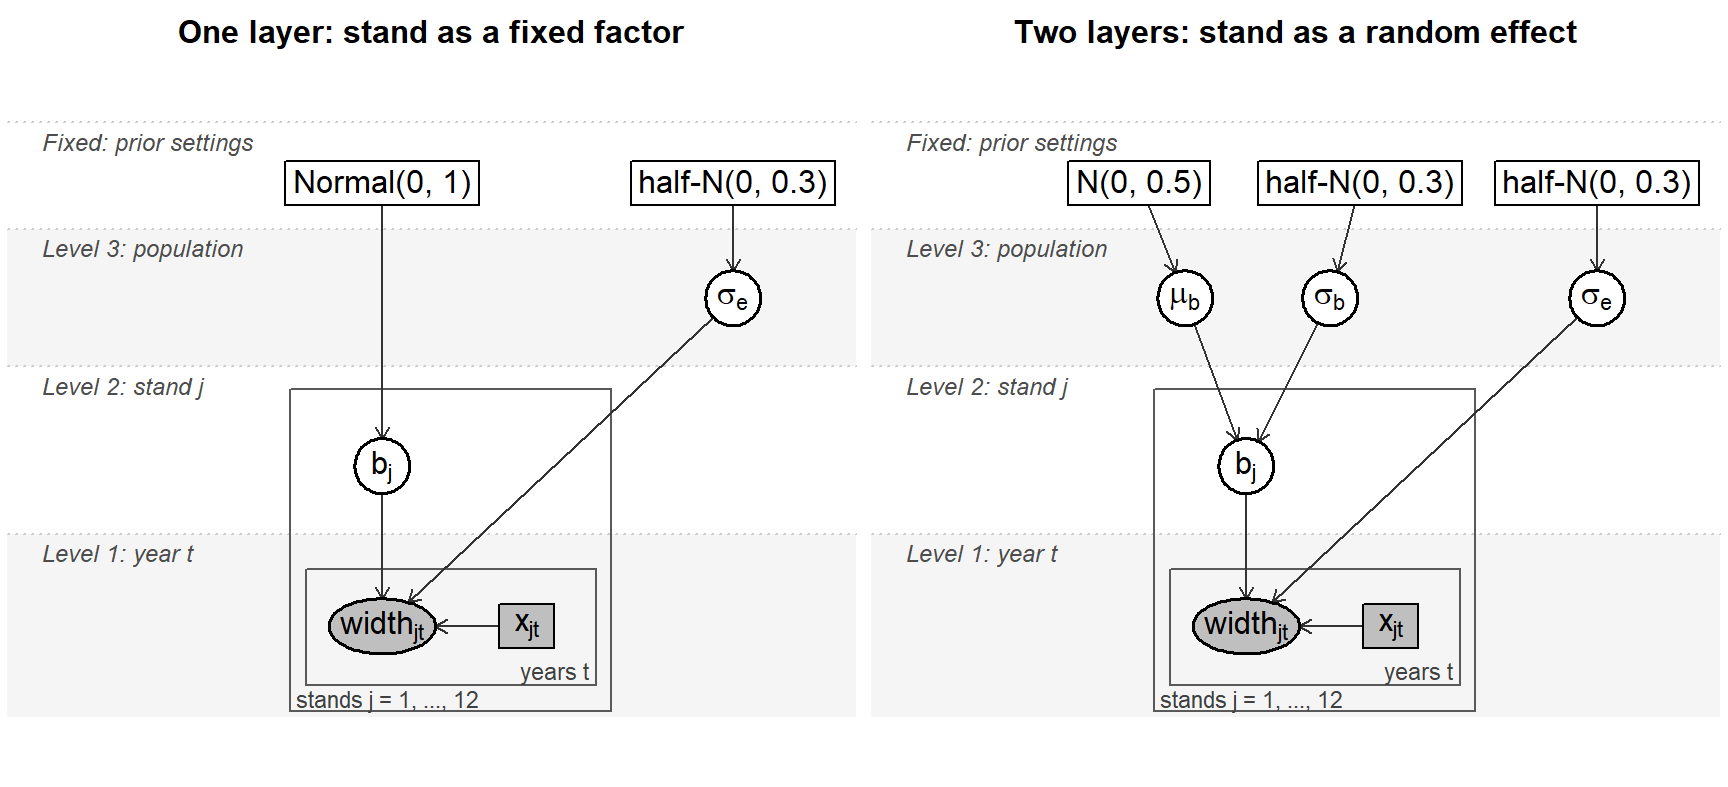 One layer: stand as a fixed factor
Fixed: prior settings
Normal(0, 1)
half-N(0, 0.3)
Level 3: population
σe
Level 2: stand j
bj
Level 1: year t
widthjt
xjt
years t
stands j = 1, ..., 12
Two layers: stand as a random effect
Fixed: prior settings
N(0, 0.5)
half-N(0, 0.3)
half-N(0, 0.3)
Level 3: population
μb
σb
σe
Level 2: stand j
bj
Level 1: year t
widthjt
xjt
years t
stands j = 1, ..., 12